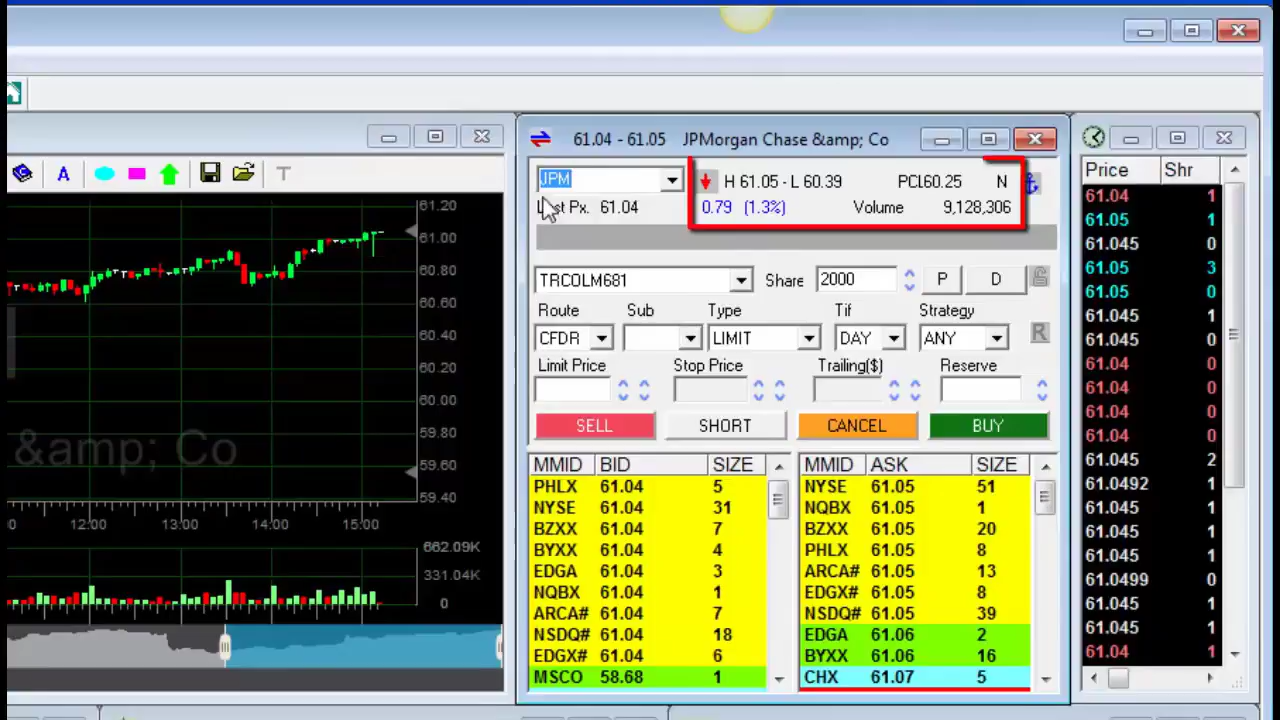 61.04 - 61.05 JPMorgan Chase &amp; Co
JPM
H 61.05 - L 60.39 PCL60.25 N
Last Px. 61.04
0.79 (1.3%) Volume 9,128,306
TRCOLM681 Share 2000 P D
Route Sub Type Tif Strategy
CFDR LIMIT DAY ANY R
Limit Price Stop Price Trailing($) Reserve
SELL SHORT CANCEL BUY
MMID BID SIZE
PHLX 61.04 5
NYSE 61.04 31
BZXX 61.04 7
BYXX 61.04 4
EDGA 61.04 3
NQBX 61.04 1
ARCA# 61.04 7
NSDQ# 61.04 18
EDGX# 61.04 6
MSCO 58.68 1
MMID ASK SIZE
NYSE 61.05 51
NQBX 61.05 1
BZXX 61.05 20
PHLX 61.05 8
ARCA# 61.05 13
EDGX# 61.05 8
NSDQ# 61.05 39
EDGA 61.06 2
BYXX 61.06 16
CHX 61.07 5
Price Shr
61.04 1
61.05 1
61.045 0
61.05 3
61.05 0
61.045 1
61.045 0
61.04 0
61.04 0
61.04 0
61.04 0
61.045 2
61.0492 1
61.045 1
61.045 1
61.045 1
61.0499 0
61.045 1
61.045 1
61.04 1
A T
61.20
61.00
60.80
60.60
60.40
60.20
60.00
59.80
59.60
59.40
&amp; Co
0 12:00 13:00 14:00 15:00
662.09K
331.04K
0